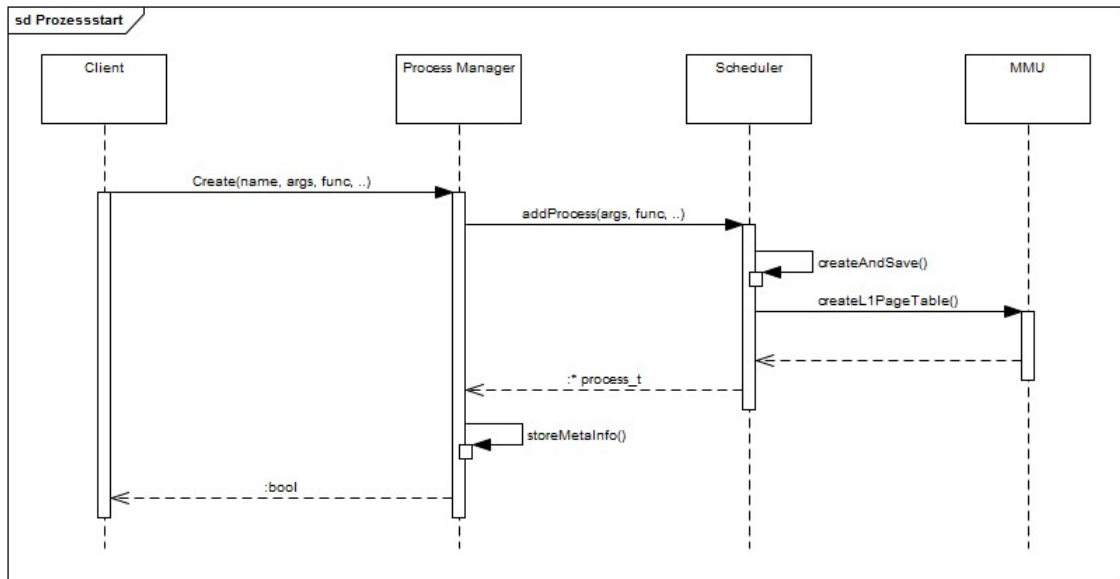 sd Prozessstart
Client
Process Manager
Scheduler
MMU
Create(name, args, func, ..)
addProcess(args, func, ..)
createAndSave()
createL1PageTable()
:* process_t
storeMetaInfo()
:bool